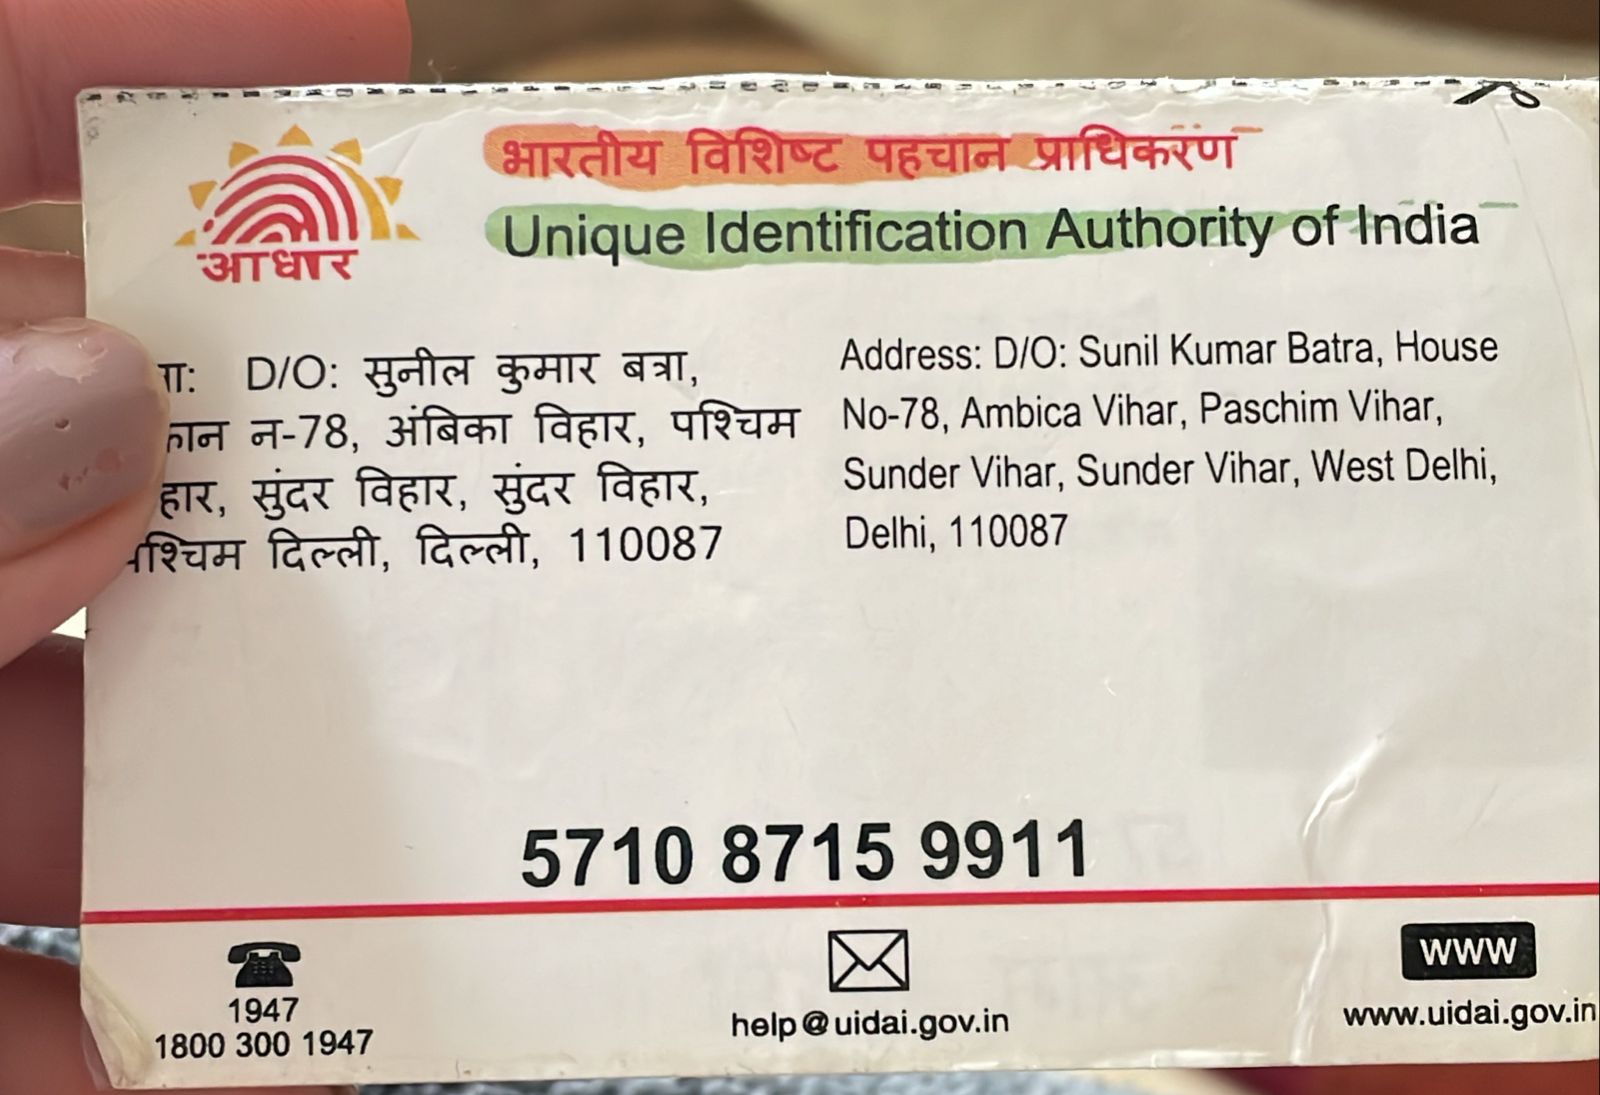 भारतीय विशिष्ट पहचान प्राधिकरण
Unique Identification Authority of India
आधार
D/O: सुनील कुमार बत्रा,
न-78, अंबिका विहार, पश्चिम
सुंदर विहार, सुंदर विहार,
पश्चिम दिल्ली, दिल्ली, 110087
Address: D/O: Sunil Kumar Batra, House
No-78, Ambica Vihar, Paschim Vihar,
Sunder Vihar, Sunder Vihar, West Delhi,
Delhi, 110087
5710 8715 9911
1947
1800 300 1947
help@uidai.gov.in
www
www.uidai.gov.in